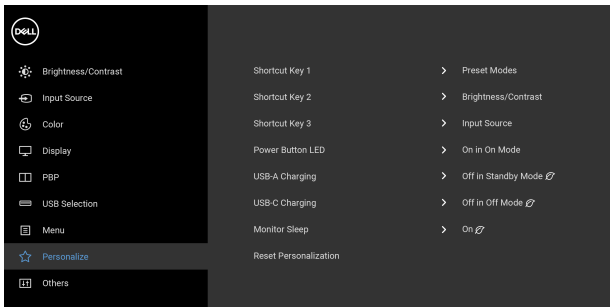 DELL
Brightness/Contrast
Input Source
Color
Display
PBP
USB Selection
Menu
Personalize
Others
Shortcut Key 1 Preset Modes
Shortcut Key 2 Brightness/Contrast
Shortcut Key 3 Input Source
Power Button LED On in On Mode
USB-A Charging Off in Standby Mode
USB-C Charging Off in Off Mode
Monitor Sleep On
Reset Personalization